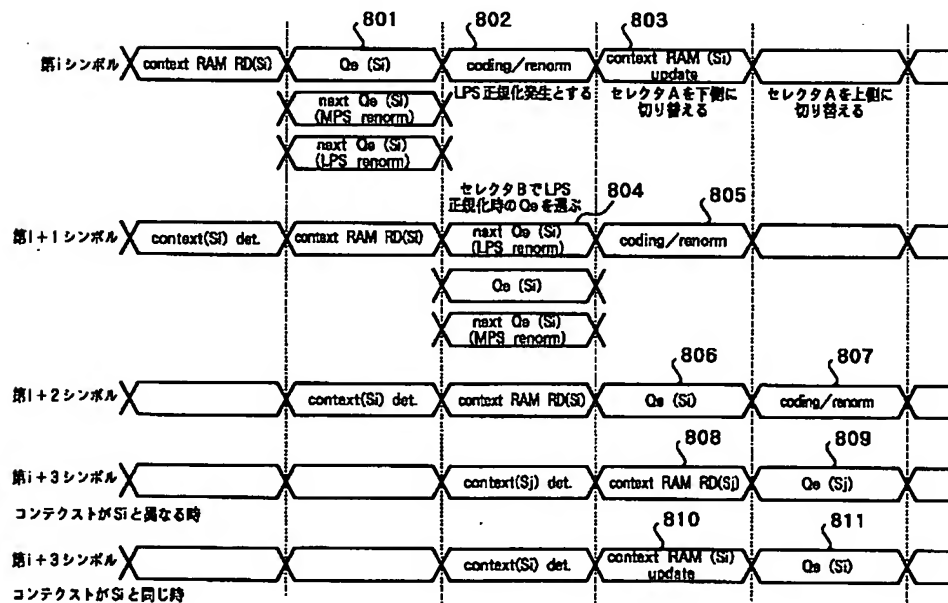 801
802
803
第iシンボル
context RAM RD(Si)
Qe (Si)
coding/renorm
context RAM (Si)
update
LPS正規化発生とする
セレクタAを下側に
切り替える
セレクタAを上側に
切り替える
next Qe (Si)
(MPS renorm)
next Qe (Si)
(LPS renorm)
セレクタBでLPS
正規化時のQeを選ぶ
804
805
第i+1シンボル
context(Si) det.
context RAM RD(Si)
next Qe (Si)
(LPS renorm)
coding/renorm
Qe (Si)
next Qe (Si)
(MPS renorm)
806
807
第i+2シンボル
context(Si) det.
context RAM RD(Si)
Qe (Si)
coding/renorm
808
809
第i+3シンボル
context(Sj) det.
context RAM RD(Sj)
Qe (Sj)
コンテクストがSiと異なる時
810
811
第i+3シンボル
context(Si) det.
context RAM (Si)
update
Qe (Si)
コンテクストがSiと同じ時